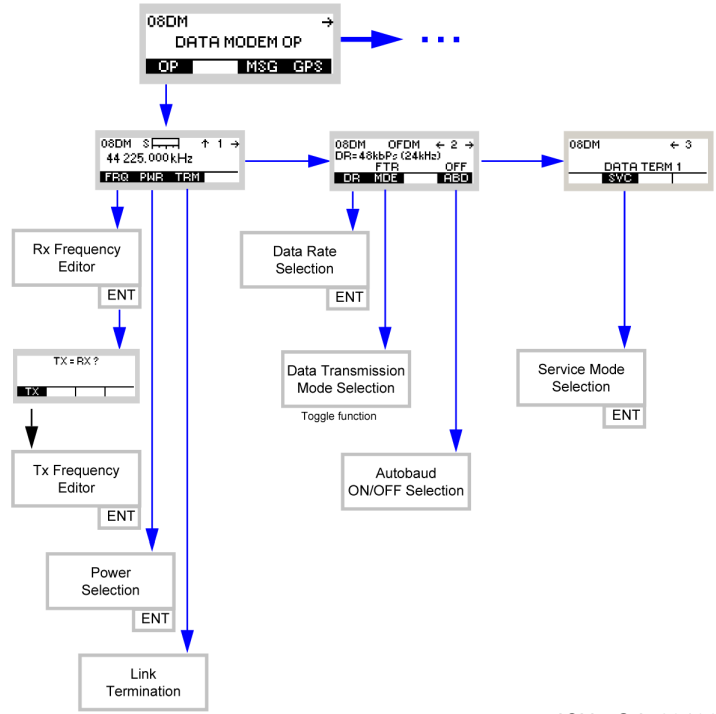 08DM →
DATA MODEM OP
OP MSG GPS
08DM S ↑ 1 →
44 225.000 kHz
FRQ PWR TRM
08DM OFDM ← 2 →
DR=48kbPs (24kHz)
FTR OFF
DR MDE ABD
08DM ← 3
DATA TERM 1
SVC
Rx Frequency
Editor
ENT
Data Rate
Selection
ENT
TX = RX ?
TX
Data Transmission
Mode Selection
Toggle function
Service Mode
Selection
ENT
Tx Frequency
Editor
ENT
Autobaud
ON/OFF Selection
Power
Selection
ENT
Link
Termination